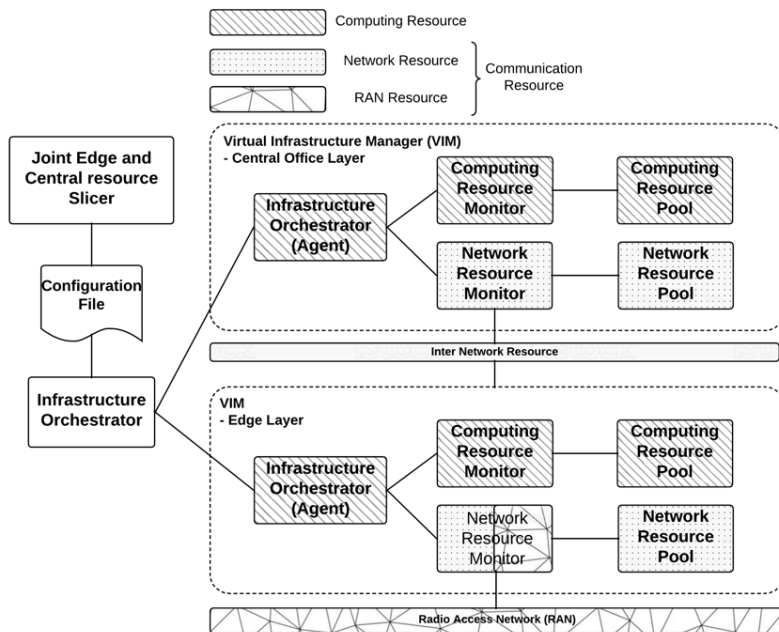 Computing Resource
Network Resource
RAN Resource
Communication
Resource
Joint Edge and
Central resource
Slicer
Configuration
File
Infrastructure
Orchestrator
Virtual Infrastructure Manager (VIM)
- Central Office Layer
Infrastructure
Orchestrator
(Agent)
Computing
Resource
Monitor
Computing
Resource
Pool
Network
Resource
Monitor
Network
Resource
Pool
Inter Network Resource
VIM
- Edge Layer
Infrastructure
Orchestrator
(Agent)
Computing
Resource
Monitor
Computing
Resource
Pool
Network
Resource
Monitor
Network
Resource
Pool
Radio Access Network (RAN)